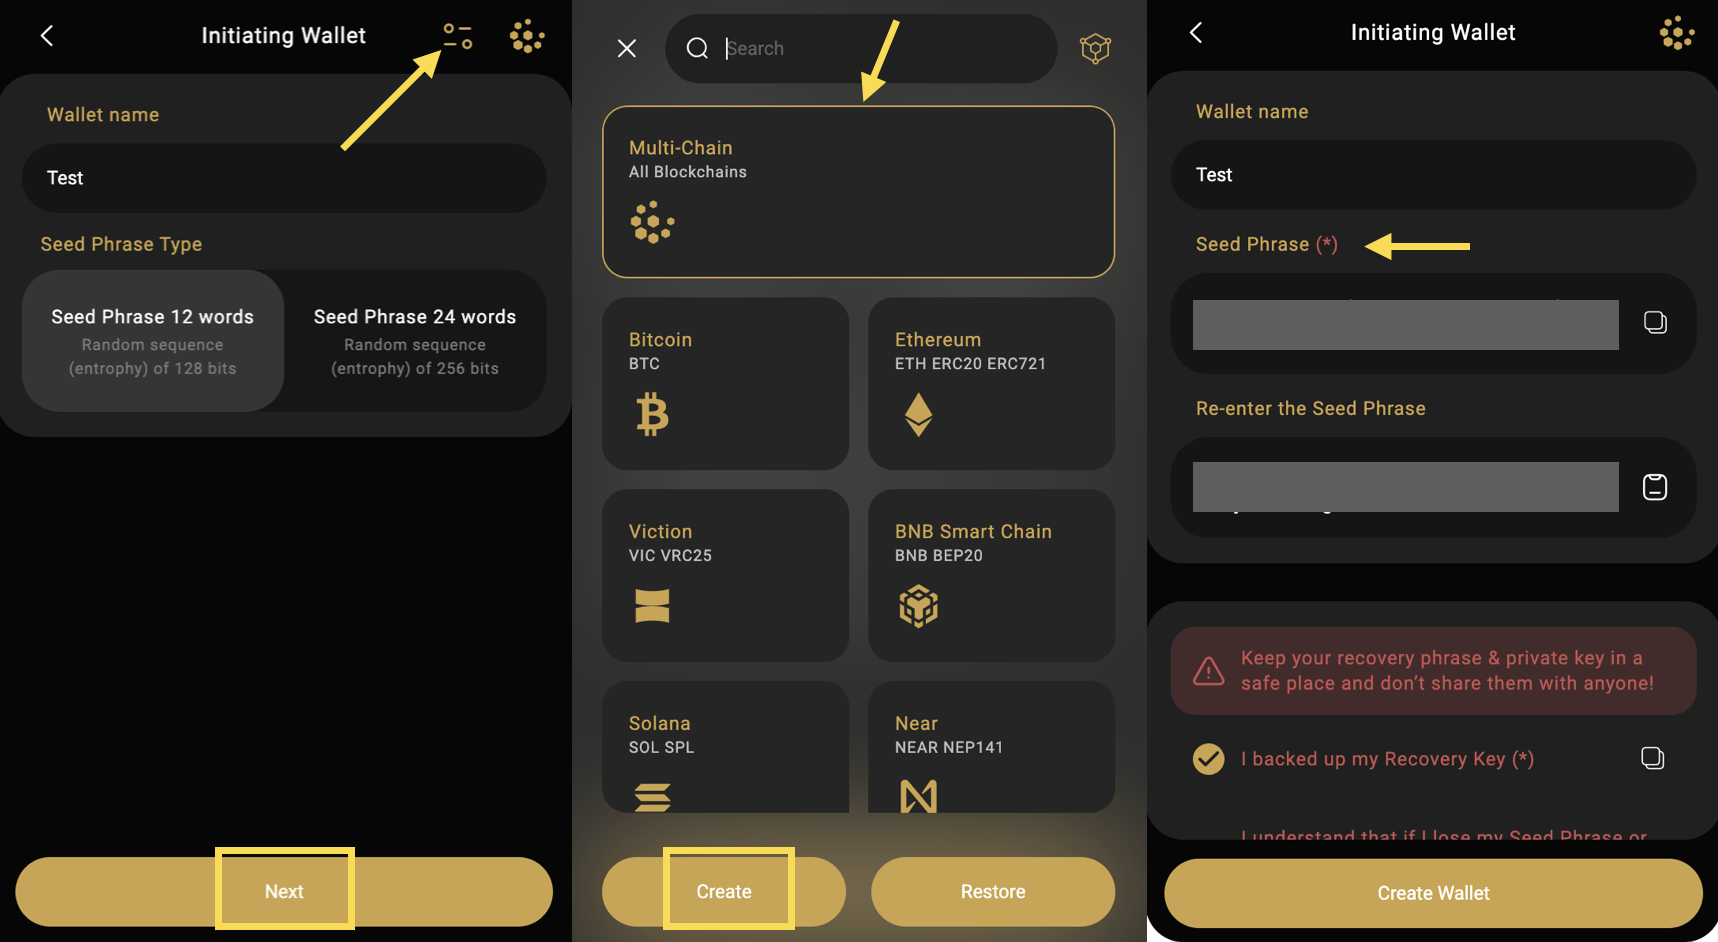 Initiating Wallet
Wallet name
Test
Seed Phrase Type
Seed Phrase 12 words
Random sequence
(entrophy) of 128 bits
Seed Phrase 24 words
Random sequence
(entrophy) of 256 bits
Next
Search
Multi-Chain
All Blockchains
Bitcoin
BTC
Ethereum
ETH ERC20 ERC721
Viction
VIC VRC25
BNB Smart Chain
BNB BEP20
Solana
SOL SPL
Near
NEAR NEP141
Create
Restore
Initiating Wallet
Wallet name
Test
Seed Phrase (*)
Re-enter the Seed Phrase
Keep your recovery phrase & private key in a
safe place and don't share them with anyone!
I backed up my Recovery Key (*)
I understand that if I lose my Seed Phrase or
Create Wallet